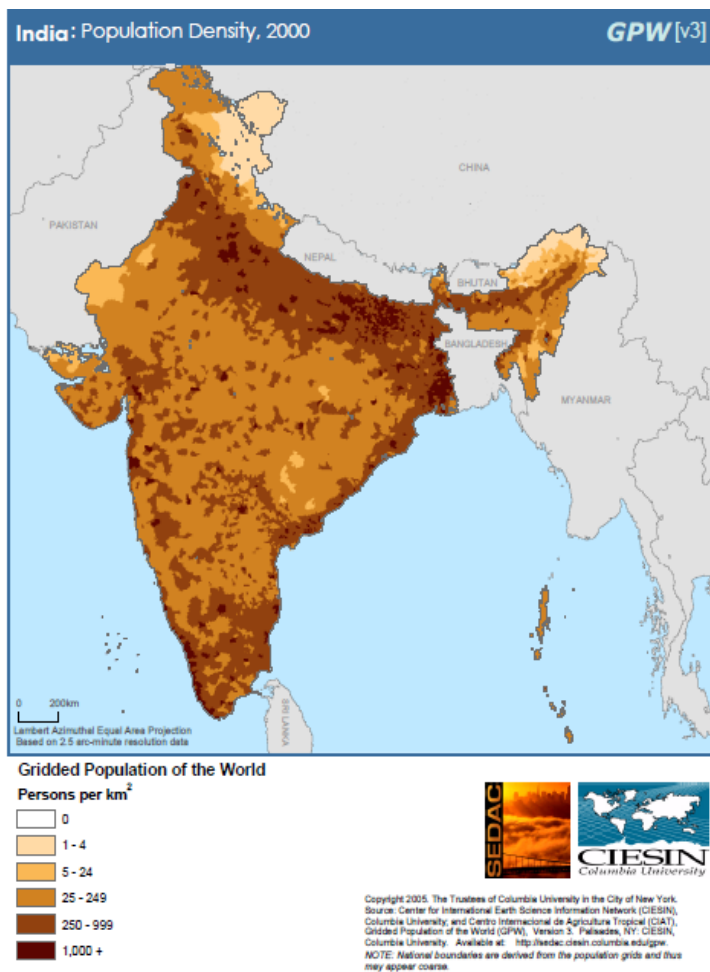 India: Population Density, 2000
GPW [v3]
CHINA
PAKISTAN
NEPAL
BHUTAN
BANGLADESH
MYANMAR
SRI LANKA
0 200km
Lambert Azimuthal Equal Area Projection
Based on 2.5 arc-minute resolution data
Gridded Population of the World
Persons per km²
0
1 - 4
5 - 24
25 - 249
250 - 999
1,000 +
SEDAC
CIESIN
Columbia University
Copyright 2005. The Trustees of Columbia University in the City of New York.
Source: Center for International Earth Science Information Network (CIESIN),
Columbia University; and Centro Internacional de Agricultura Tropical (CIAT),
Gridded Population of the World (GPW), Version 3. Palisades, NY: CIESIN,
Columbia University. Available at: http://sedac.ciesin.columbia.edu/gpw.
NOTE: National boundaries are derived from the population grids and thus
may appear coarse.